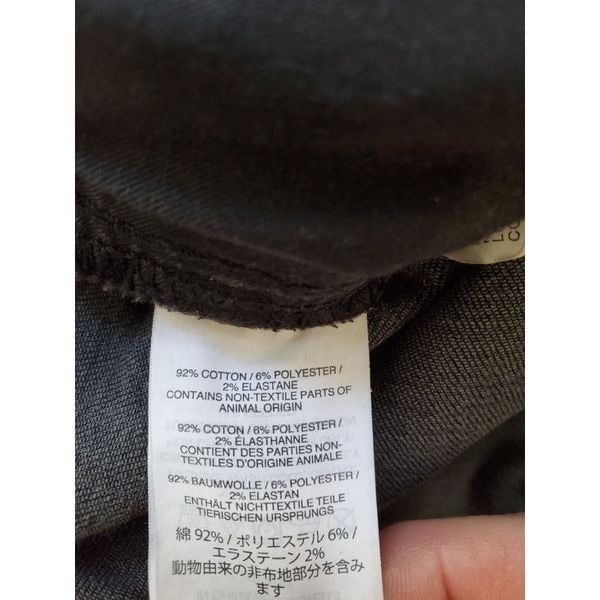 92% COTTON / 6% POLYESTER /
2% ELASTANE
CONTAINS NON-TEXTILE PARTS OF
ANIMAL ORIGIN
92% COTON / 6% POLYESTER /
2% ÉLASTHANNE
CONTIENT DES PARTIES NON-
TEXTILES D'ORIGINE ANIMALE
92% BAUMWOLLE / 6% POLYESTER /
2% ELASTAN
ENTHÄLT NICHTTEXTILE TEILE
TIERISCHEN URSPRUNGS
綿 92% / ポリエステル 6% /
エラステーン 2%
動物由来の非布地部分を含み
ます